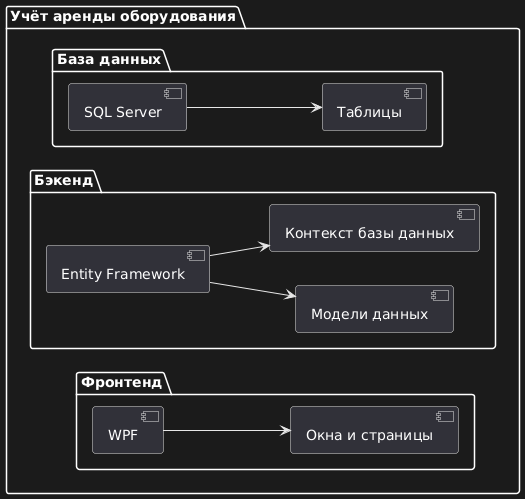 Учёт аренды оборудования
База данных
SQL Server
Таблицы
Бэкенд
Контекст базы данных
Entity Framework
Модели данных
Фронтенд
WPF
Окна и страницы